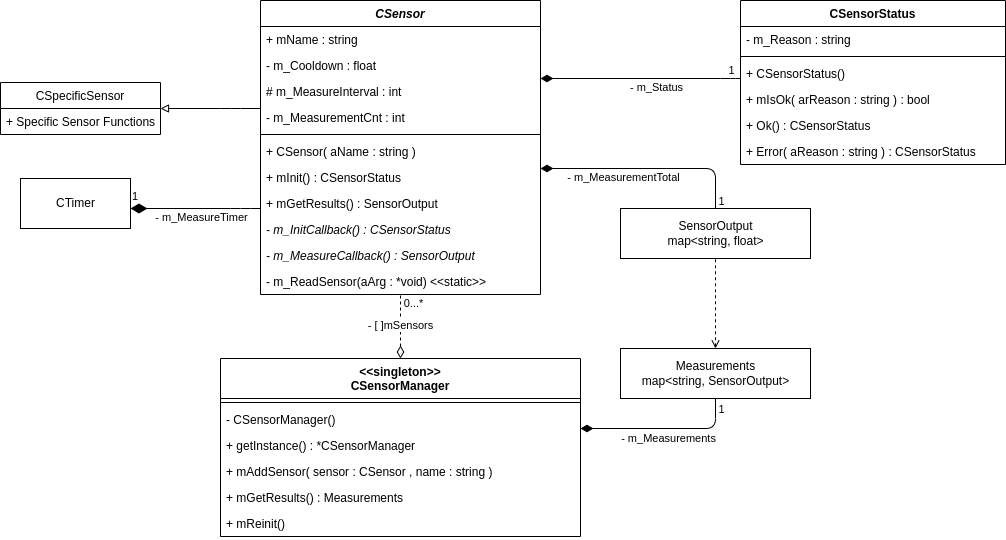 CSensor
+ mName : string
- m_Cooldown : float
# m_MeasureInterval : int
- m_MeasurementCnt : int
+ CSensor( aName : string )
+ mInit() : CSensorStatus
+ mGetResults() : SensorOutput
- m_InitCallback() : CSensorStatus
- m_MeasureCallback() : SensorOutput
- m_ReadSensor(aArg : *void) <<static>>
CSensorStatus
- m_Reason : string
+ CSensorStatus()
+ mIsOk( arReason : string ) : bool
+ Ok() : CSensorStatus
+ Error( aReason : string ) : CSensorStatus
1
- m_Status
CSpecificSensor
+ Specific Sensor Functions
CTimer
1
- m_MeasureTimer
- m_MeasurementTotal
1
SensorOutput
map<string, float>
Measurements
map<string, SensorOutput>
1
- m_Measurements
0...*
- [ ]mSensors
<<singleton>>
CSensorManager
- CSensorManager()
+ getInstance() : *CSensorManager
+ mAddSensor( sensor : CSensor , name : string )
+ mGetResults() : Measurements
+ mReinit()